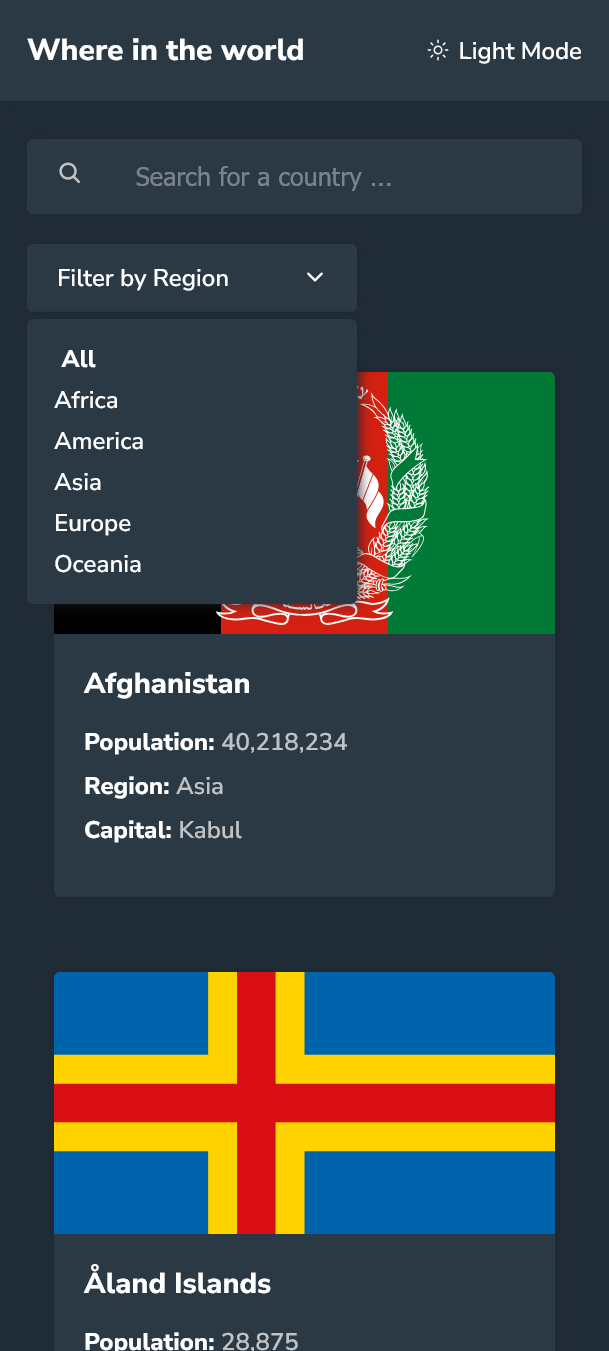 Where in the world
Light Mode
Search for a country ...
Filter by Region
All
Africa
America
Asia
Europe
Oceania
Afghanistan
Population: 40,218,234
Region: Asia
Capital: Kabul
Åland Islands
Population: 28,875